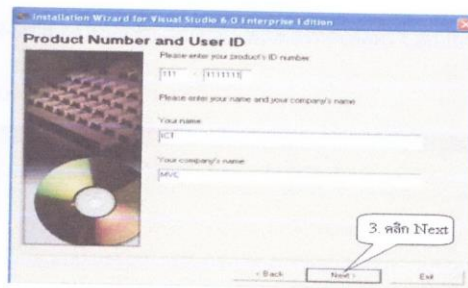 Installation Wizard for Visual Studio 6.0 Enterprise Edition
Product Number and User ID
Please enter your product's ID number:
111 - 1111111
Please enter your name and your company's name
Your name:
ICT
Your company's name:
MVC
3. คลิก Next
< Back Next > Exit